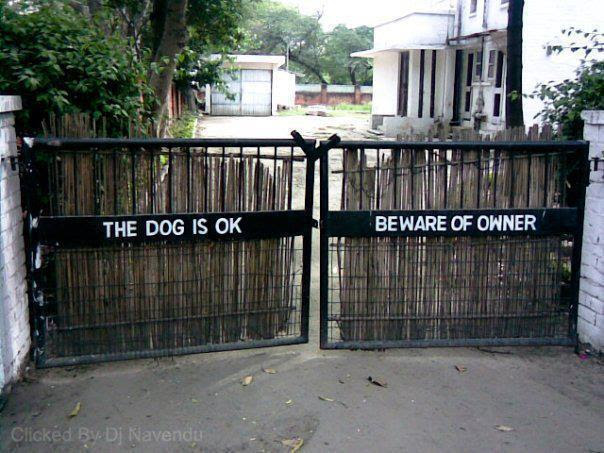 THE DOG IS OK
BEWARE OF OWNER
Clicked By Dj Navendu